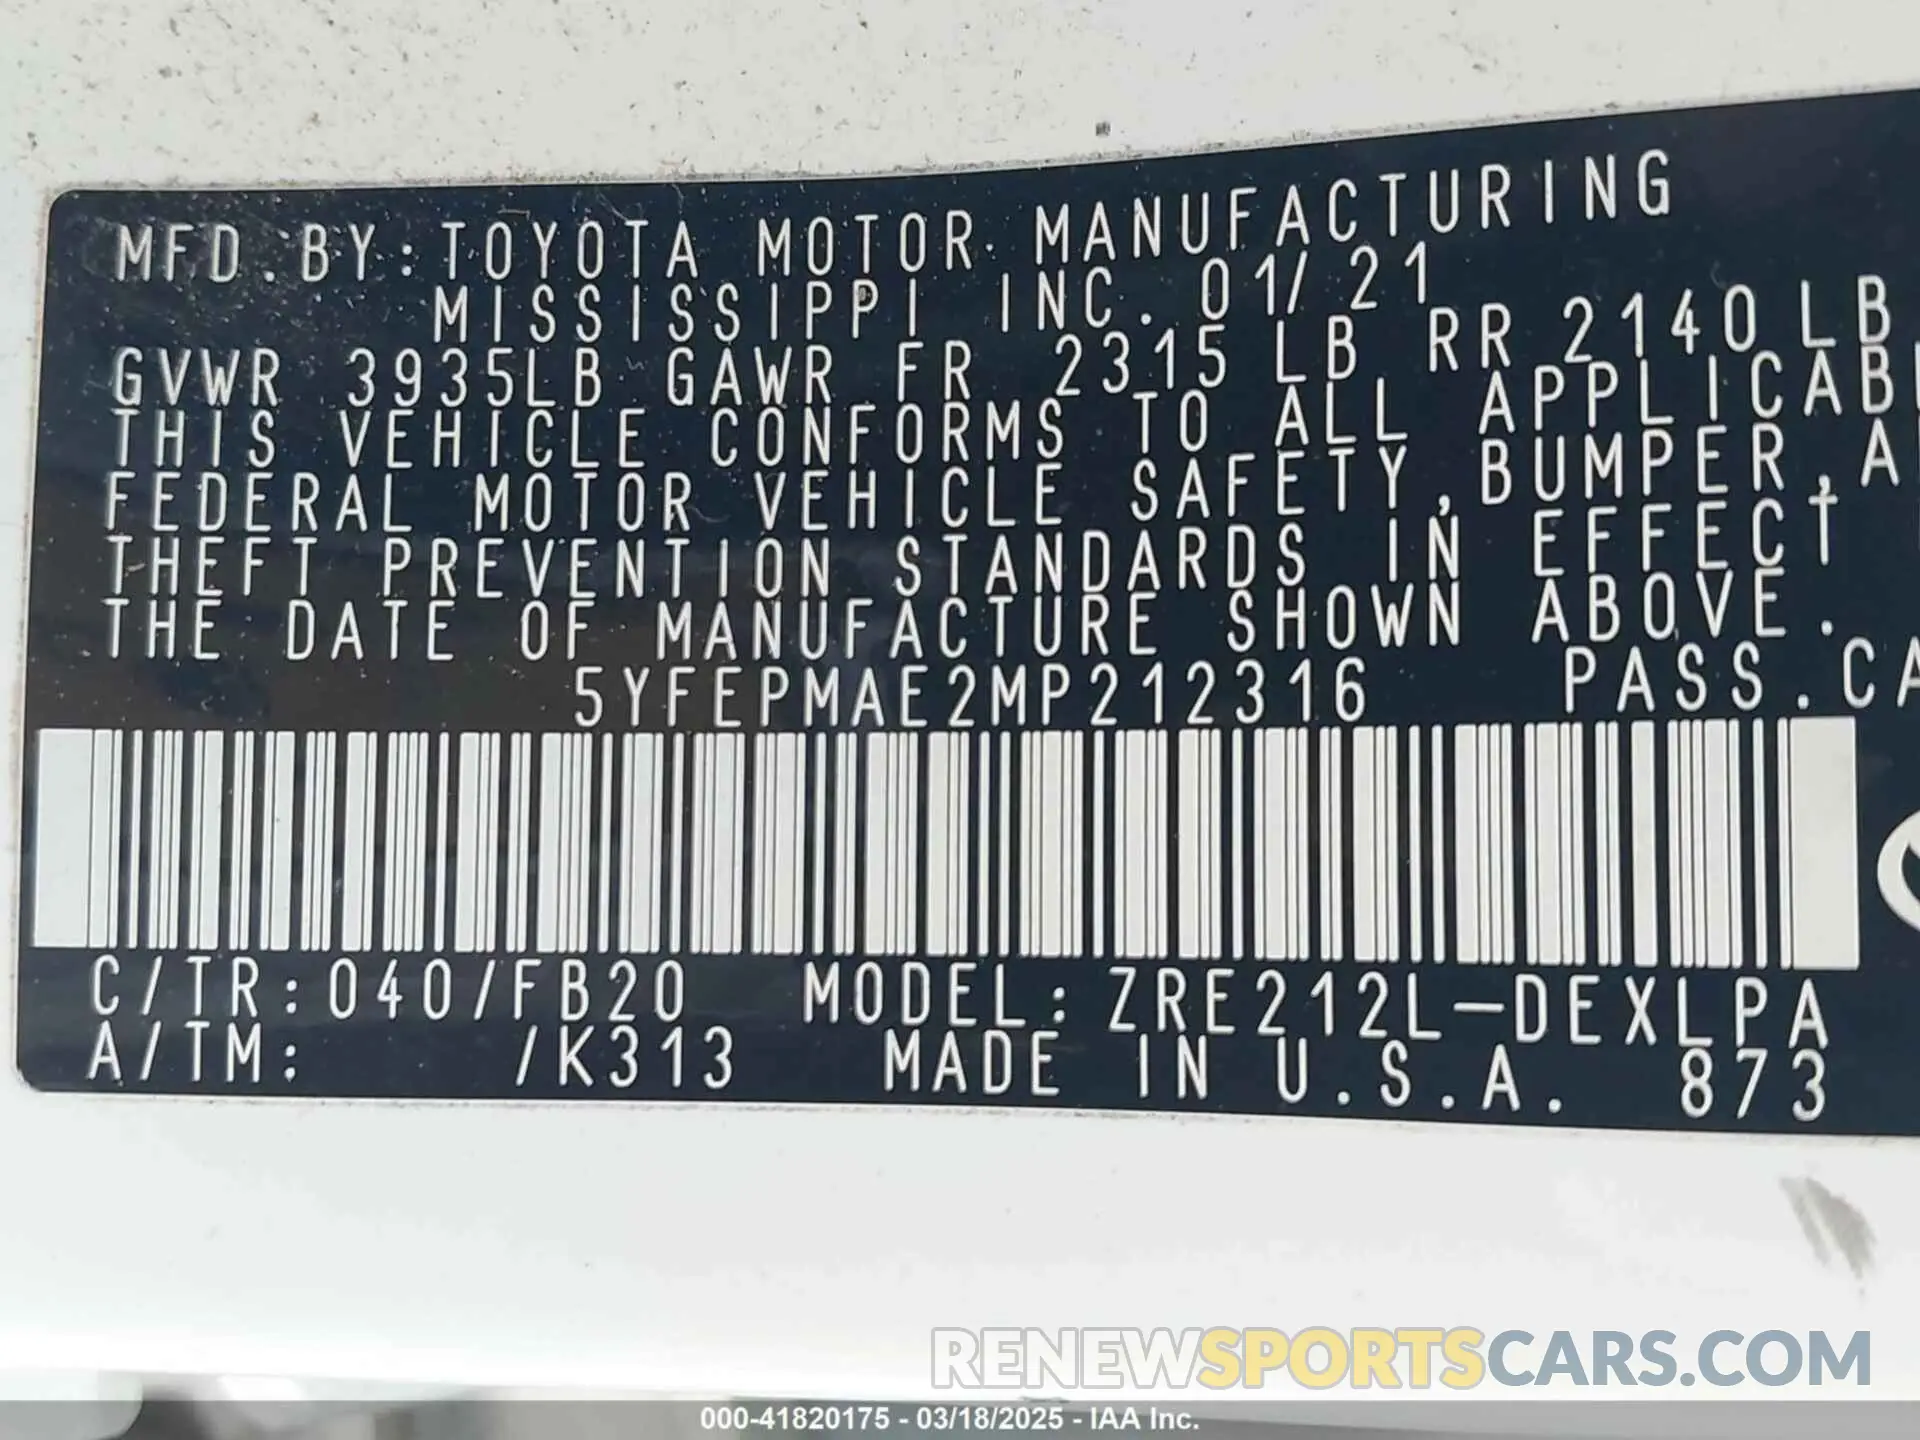 MFD.BY:TOYOTA MOTOR MANUFACTURING
MISSISSIPPI INC. 01/21
GVWR 3935LB GAWR FR 2315LB RR 2140LB
THIS VEHICLE CONFORMS TO ALL APPLICABL
FEDERAL MOTOR VEHICLE SAFETY,BUMPER,A
THEFT PREVENTION STANDARDS IN EFFECT
THE DATE OF MANUFACTURE SHOWN ABOVE.
5YFEPMAE2MP212316 PASS.CA
C/TR:040/FB20 MODEL:ZRE212L-DEXLPA
A/TM: /K313 MADE IN U.S.A. 873
RENEWSPORTSCARS.COM
000-41820175 - 03/18/2025 - IAA Inc.